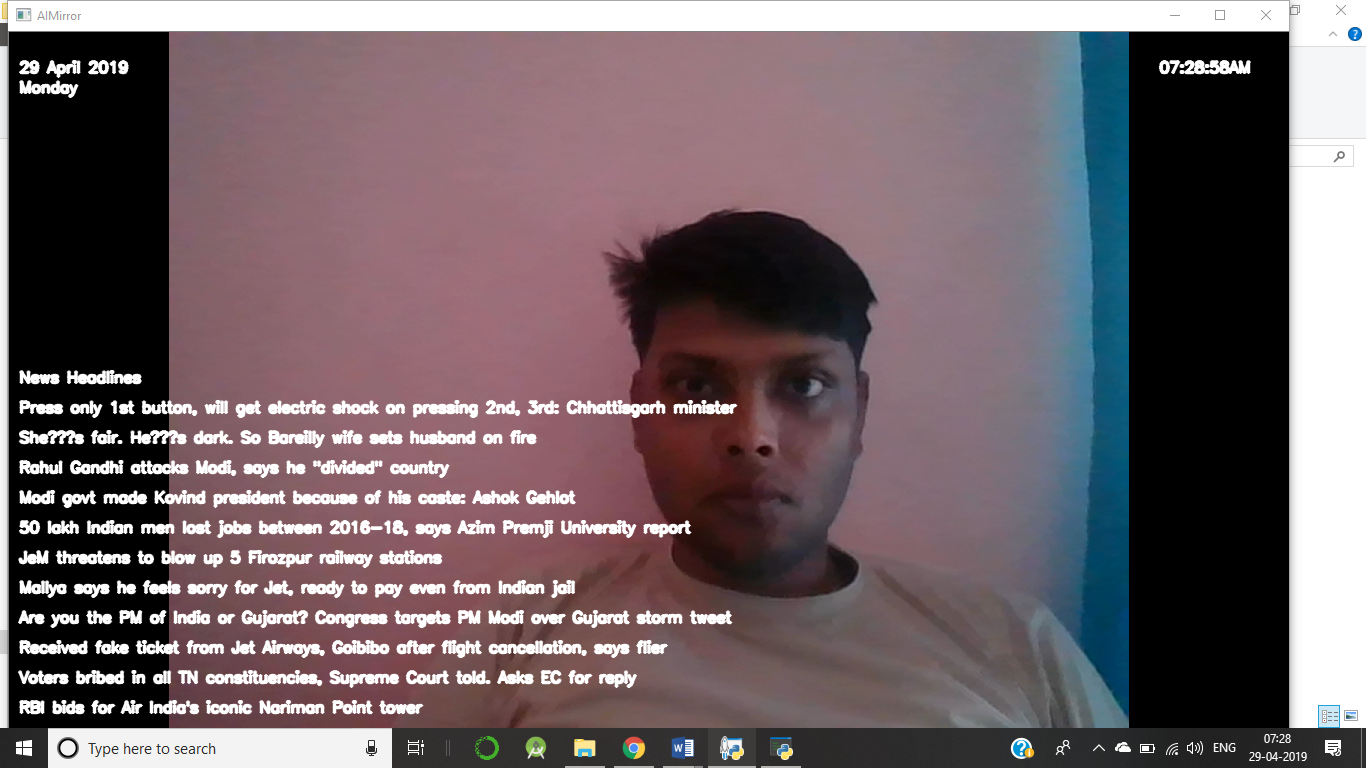 AIMirror
29 April 2019
Monday
07:28:58AM
News Headlines
Press only 1st button, will get electric shock on pressing 2nd, 3rd: Chhattisgarh minister
She???s fair. He???s dark. So Bareilly wife sets husband on fire
Rahul Gandhi attacks Modi, says he "divided" country
Modi govt made Kovind president because of his caste: Ashok Gehlot
50 lakh Indian men lost jobs between 2016-18, says Azim Premji University report
JeM threatens to blow up 5 Firozpur railway stations
Mallya says he feels sorry for Jet, ready to pay even from Indian jail
Are you the PM of India or Gujarat? Congress targets PM Modi over Gujarat storm tweet
Received fake ticket from Jet Airways, Goibibo after flight cancellation, says flier
Voters bribed in all TN constituencies, Supreme Court told. Asks EC for reply
RBI bids for Air India's iconic Nariman Point tower
Type here to search
ENG
07:28
29-04-2019